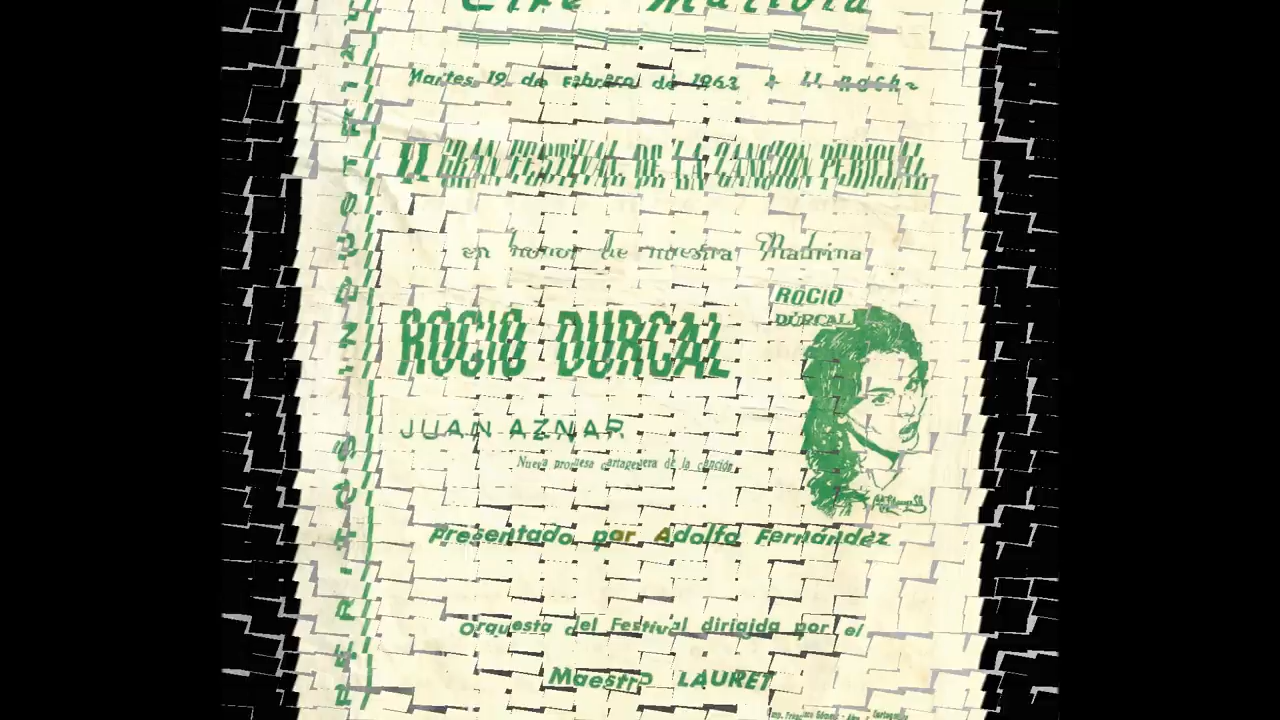 Cine
Martes, 19 de Febrero de 1963 11 noche
II GRAN FESTIVAL DE LA CANCION
en honor de nuestra Madrina
ROCIO
DÚRCAL
ROCIO DURCAL
JUAN AZNAR
Nueva promesa cartagenera de la canción
Presentado por Adolfo Fernández
Orquesta del Festival dirigida por el
Maestro LAURET